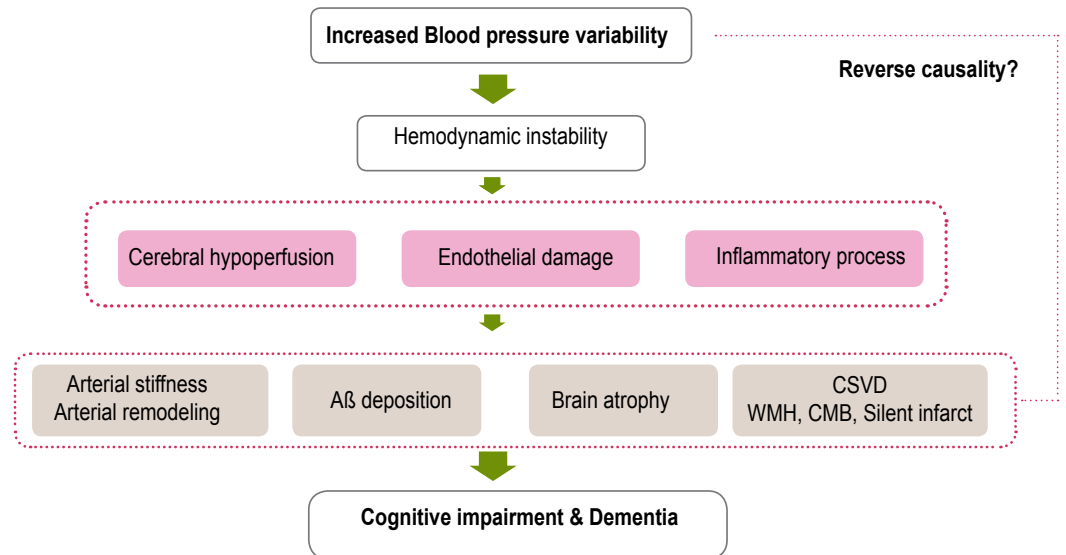 Increased Blood pressure variability
Reverse causality?
Hemodynamic instability
Cerebral hypoperfusion
Endothelial damage
Inflammatory process
Arterial stiffness
Arterial remodeling
Aß deposition
Brain atrophy
CSVD
WMH, CMB, Silent infarct
Cognitive impairment & Dementia